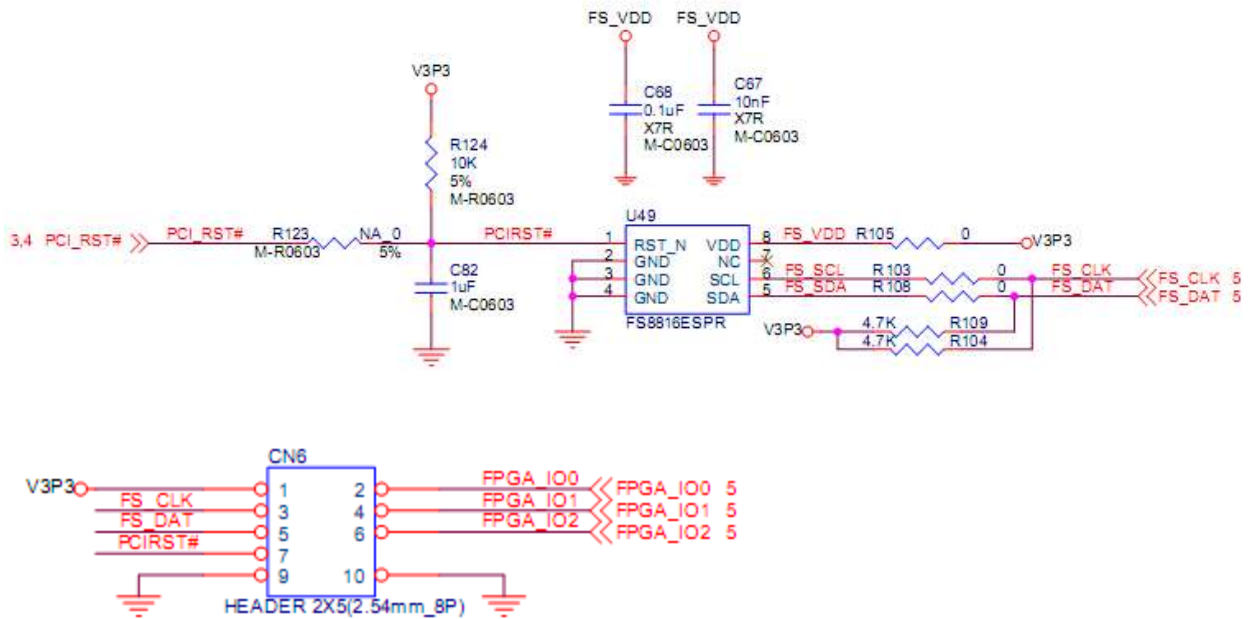 FS_VDD FS_VDD
V3P3
C68
0.1uF
X7R
M-C0603
C67
10nF
X7R
M-C0603
R124
10K
5%
M-R0603
3,4 PCI_RST# PCI_RST# R123 NA_0 PCIRST#
M-R0603 5%
C82
1uF
M-C0603
U49
1 RST_N VDD 8 FS_VDD R105 0 V3P3
2 GND NC 7
3 GND SCL 6 FS_SCL R103 0 FS_CLK FS_CLK 5
4 GND SDA 5 FS_SDA R108 0 FS_DAT FS_DAT 5
FS8816ESPR
V3P3 4.7K R109
4.7K R104
CN6
V3P3 1 2 FPGA_IO0 FPGA_IO0 5
FS_CLK 3 4 FPGA_IO1 FPGA_IO1 5
FS_DAT 5 6 FPGA_IO2 FPGA_IO2 5
PCIRST# 7
9 10
HEADER 2X5(2.54mm_8P)